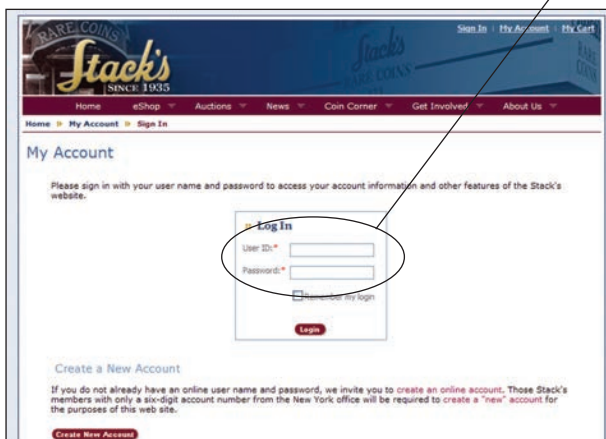 RARE COINS
Stack's
SINCE 1935
Stack's
RARE COINS
RARE
COINS
Sign In | My Account | My Cart
Home eShop Auctions News Coin Corner Get Involved About Us
Home » My Account » Sign In
My Account
Please sign in with your user name and password to access your account information and other features of the Stack's
website.
» Log In
User ID:*
Password:*
Remember my login
Login
Create a New Account
If you do not already have an online user name and password, we invite you to create an online account. Those Stack's
members with only a six-digit account number from the New York office will be required to create a "new" account for
the purposes of this web site.
Create New Account